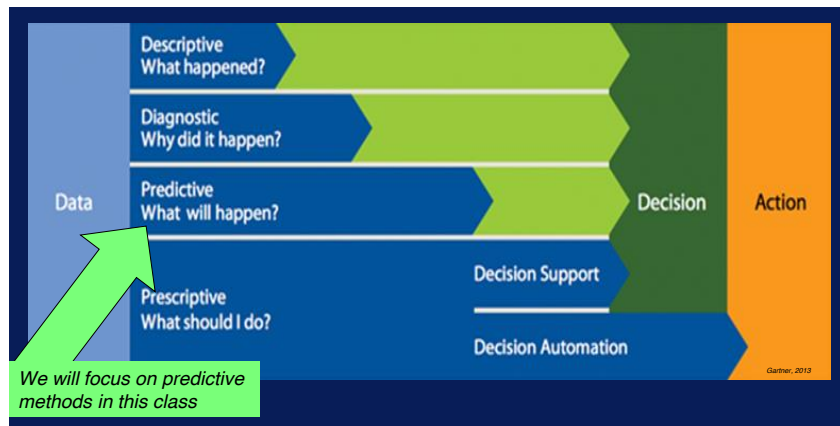 Descriptive
What happened?
Diagnostic
Why did it happen?
Data
Predictive
What will happen?
Decision
Action
Prescriptive
What should I do?
Decision Support
Decision Automation
Gartner, 2013
We will focus on predictive
methods in this class